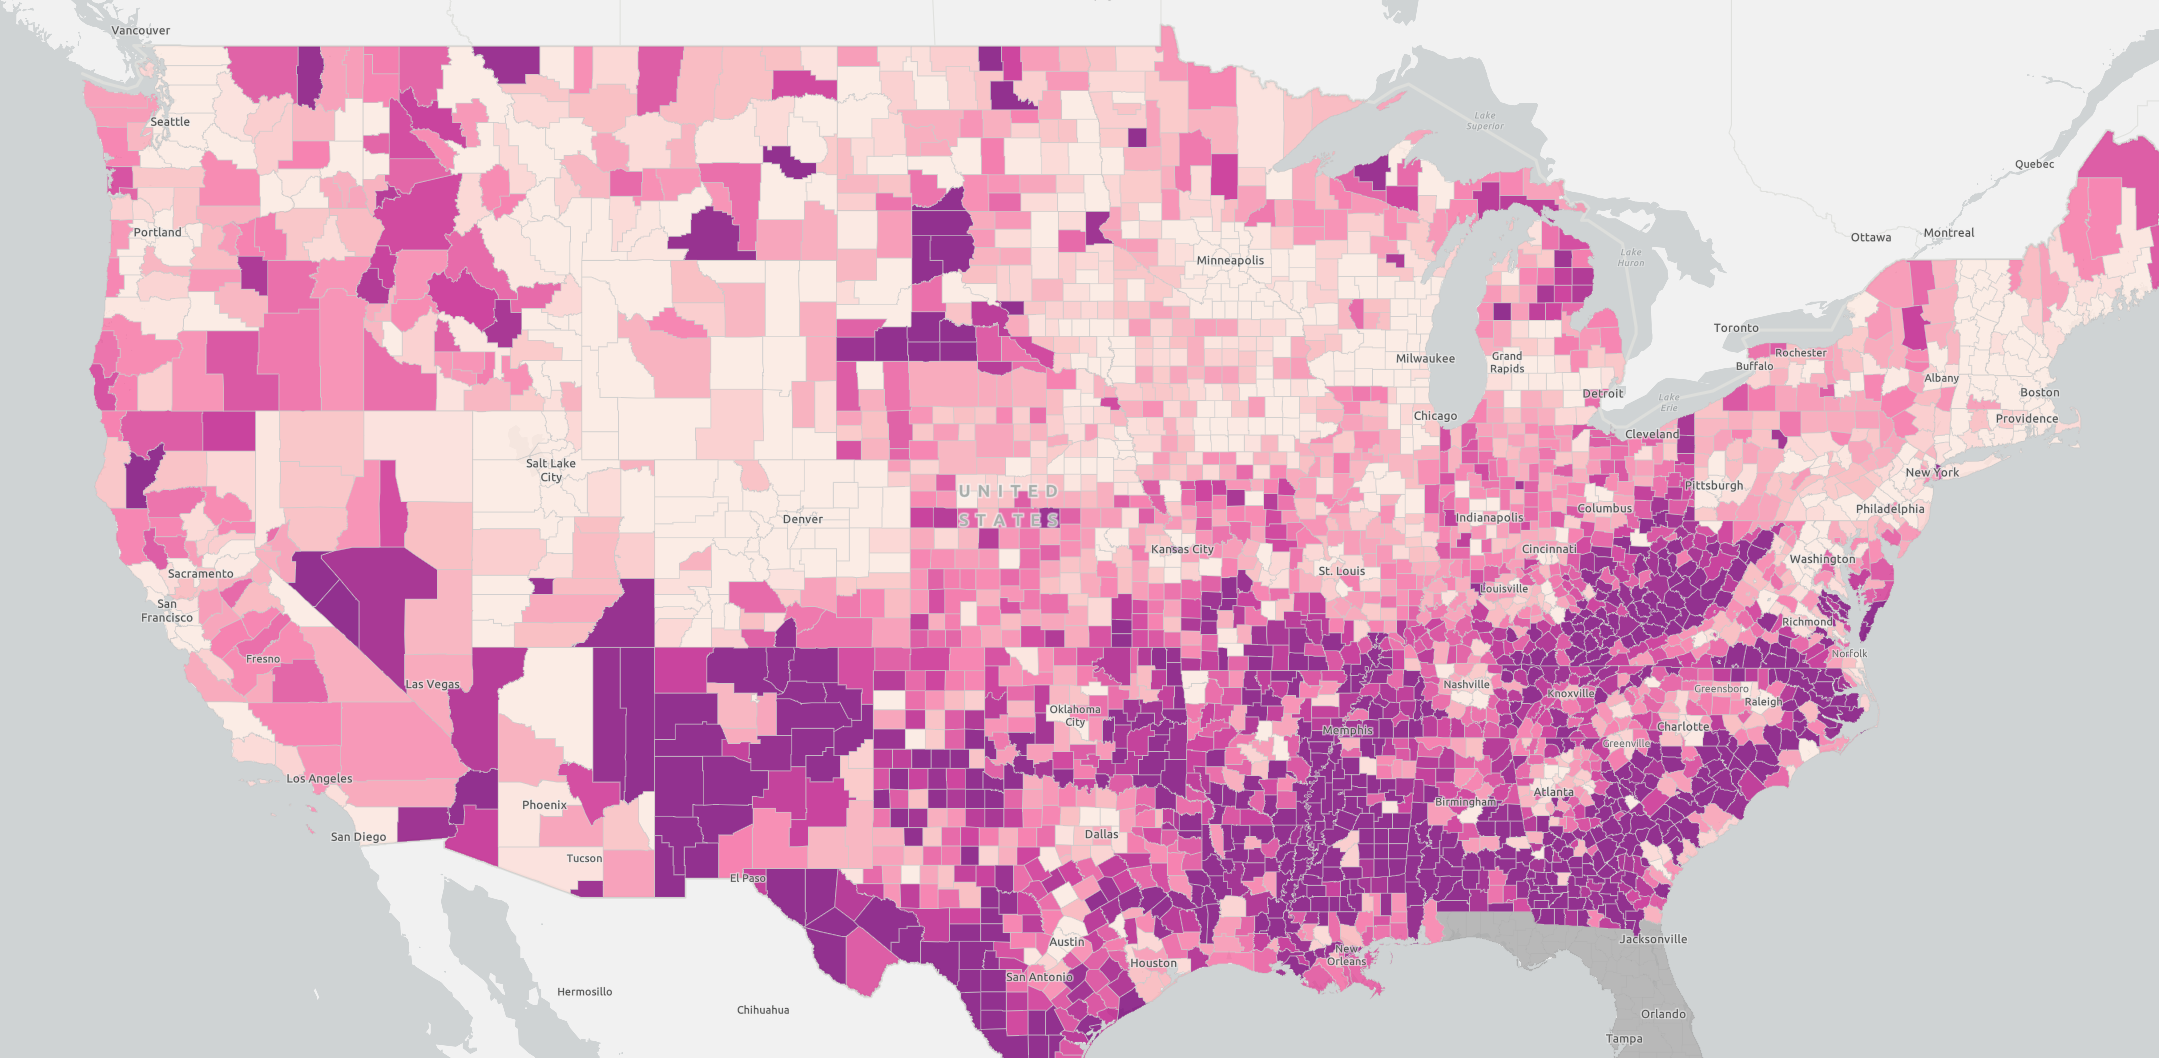 Vancouver
Lake
Superior
Quebec
Seattle
Portland
Minneapolis
Lake
Huron
Ottawa
Montreal
Toronto
Rochester
Buffalo
Milwaukee
Grand
Rapids
Detroit
Lake
Erie
Albany
Boston
Providence
Chicago
Cleveland
Salt Lake
City
UNITED
STATES
New York
Pittsburgh
Denver
Indianapolis
Columbus
Philadelphia
Kansas City
Cincinnati
Washington
Sacramento
St. Louis
Louisville
San
Francisco
Richmond
Fresno
Norfolk
Las Vegas
Nashville
Knoxville
Greensboro
Raleigh
Oklahoma
City
Memphis
Charlotte
Greenville
Los Angeles
Phoenix
Birmingham
Atlanta
San Diego
Dallas
Tucson
El Paso
Austin
Jacksonville
New
Orleans
Houston
San Antonio
Hermosillo
Chihuahua
Orlando
Tampa